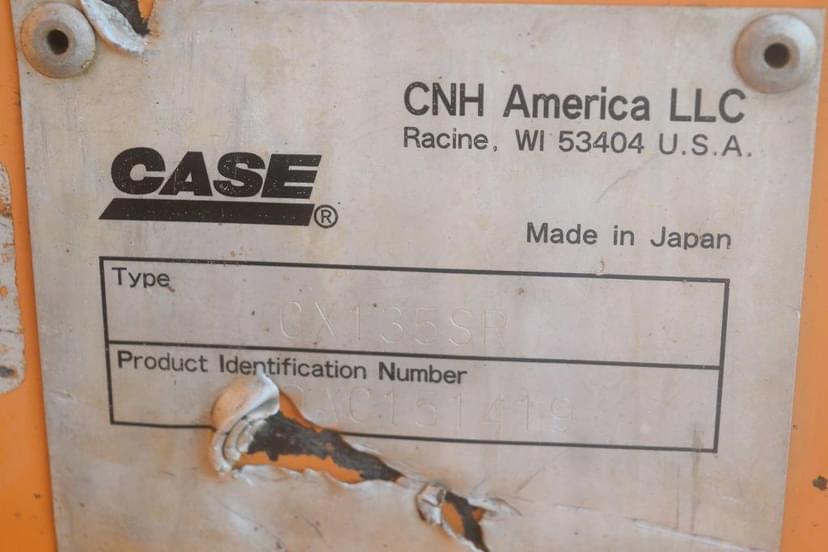 CNH America LLC
Racine, WI 53404 U.S.A.
CASE®
Made in Japan
Type
CX135SR
Product Identification Number